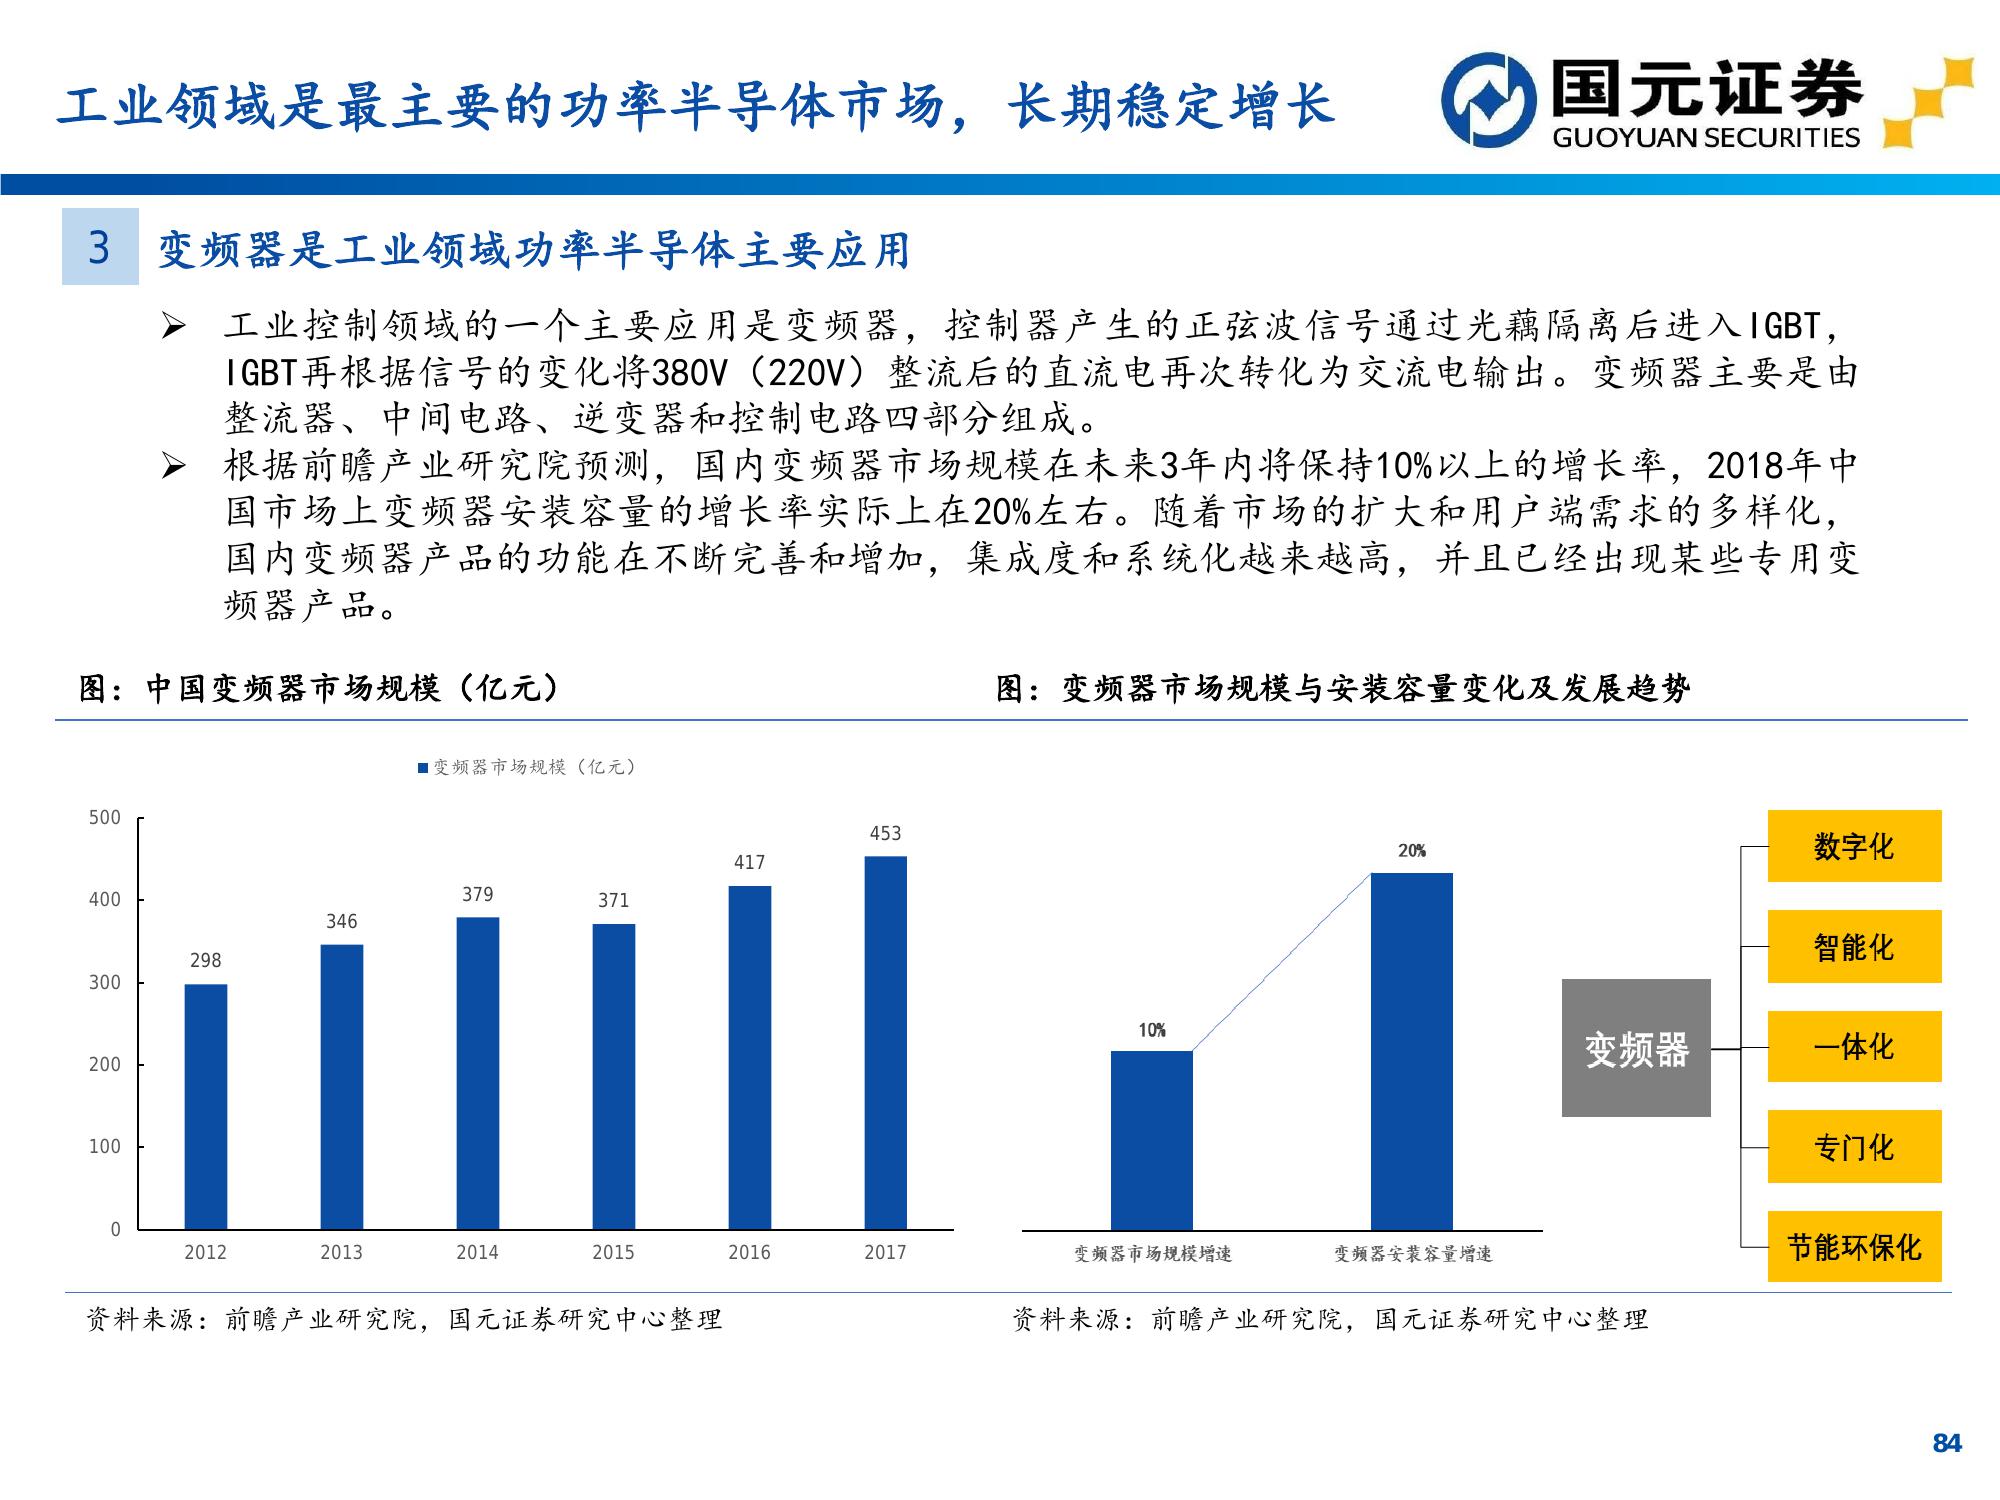 工业领域是最主要的功率半导体市场，长期稳定增长
国元证券
GUOYUAN SECURITIES
3 变频器是工业领域功率半导体主要应用
➢ 工业控制领域的一个主要应用是变频器，控制器产生的正弦波信号通过光藕隔离后进入IGBT，
IGBT再根据信号的变化将380V（220V）整流后的直流电再次转化为交流电输出。变频器主要是由
整流器、中间电路、逆变器和控制电路四部分组成。
➢ 根据前瞻产业研究院预测，国内变频器市场规模在未来3年内将保持10%以上的增长率，2018年中
国市场上变频器安装容量的增长率实际上在20%左右。随着市场的扩大和用户端需求的多样化，
国内变频器产品的功能在不断完善和增加，集成度和系统化越来越高，并且已经出现某些专用变
频器产品。
图：中国变频器市场规模（亿元）
变频器市场规模（亿元）
500
400
300
200
100
0
298
346
379
371
417
453
2012 2013 2014 2015 2016 2017
资料来源：前瞻产业研究院，国元证券研究中心整理
图：变频器市场规模与安装容量变化及发展趋势
10%
20%
变频器市场规模增速
变频器安装容量增速
变频器
数字化
智能化
一体化
专门化
节能环保化
资料来源：前瞻产业研究院，国元证券研究中心整理
84